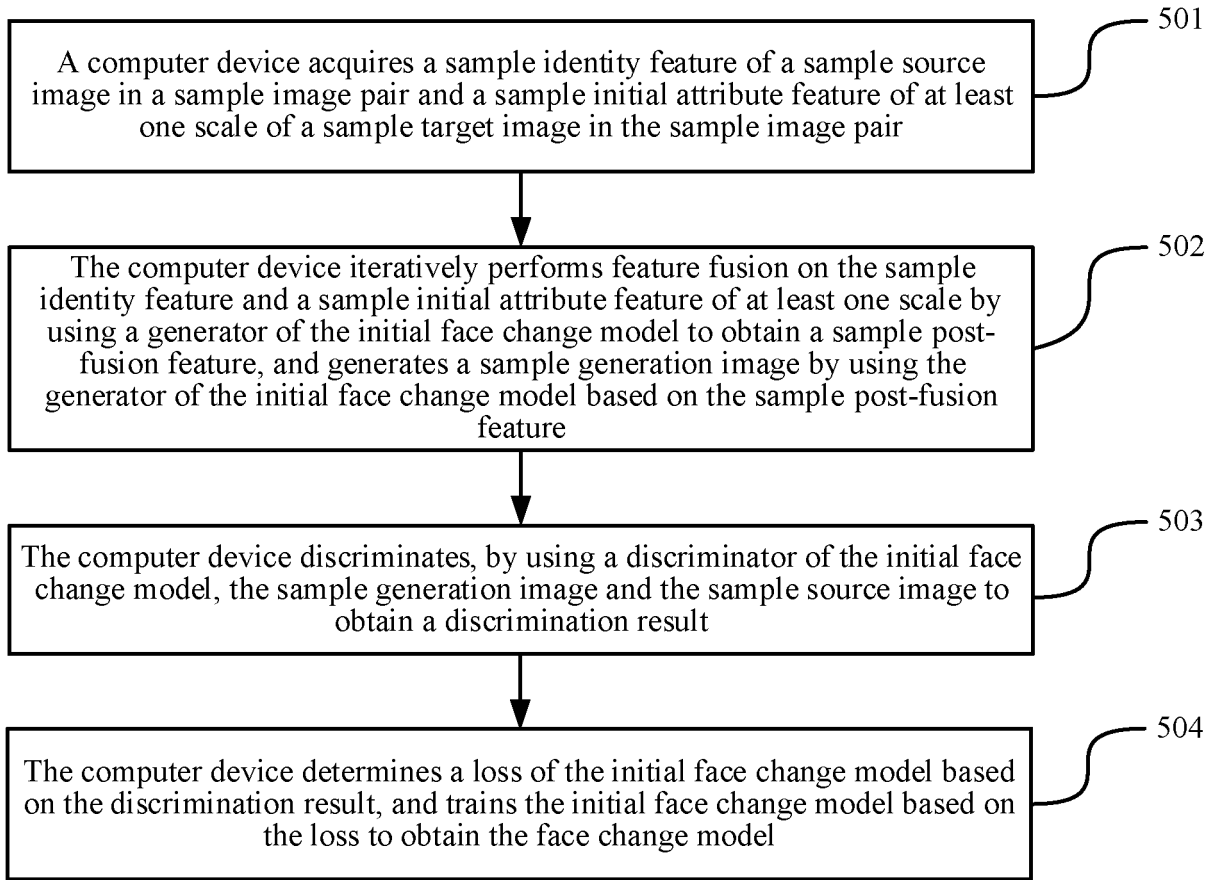 501
A computer device acquires a sample identity feature of a sample source
image in a sample image pair and a sample initial attribute feature of at least
one scale of a sample target image in the sample image pair
502
The computer device iteratively performs feature fusion on the sample
identity feature and a sample initial attribute feature of at least one scale by
using a generator of the initial face change model to obtain a sample post-
fusion feature, and generates a sample generation image by using the
generator of the initial face change model based on the sample post-fusion
feature
503
The computer device discriminates, by using a discriminator of the initial face
change model, the sample generation image and the sample source image to
obtain a discrimination result
504
The computer device determines a loss of the initial face change model based
on the discrimination result, and trains the initial face change model based on
the loss to obtain the face change model